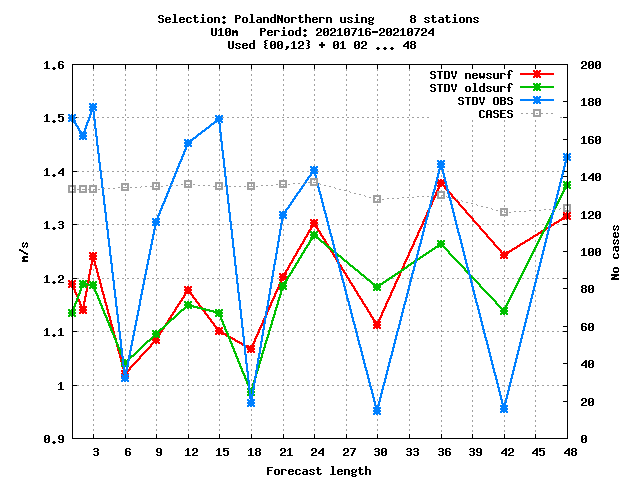 Selection: PolandNorthern using     8 stations
U10m   Period: 20210716-20210724
Used {00,12} + 01 02 ... 48
STDV newsurf
STDV oldsurf
STDV OBS
CASES
1.6
1.5
1.4
1.3
1.2
1.1
1
0.9
m/s
200
180
160
140
120
100
80
60
40
20
0
No cases
3 6 9 12 15 18 21 24 27 30 33 36 39 42 45 48
Forecast length